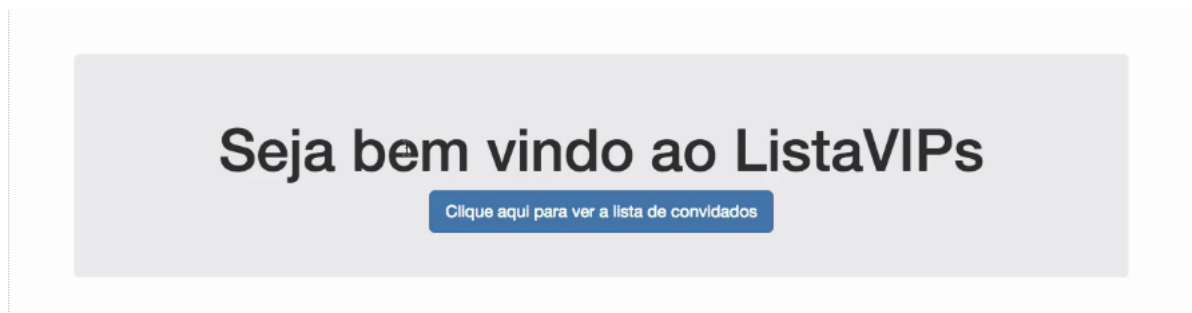 Seja bem vindo ao ListaVIPs
Clique aqui para ver a lista de convidados